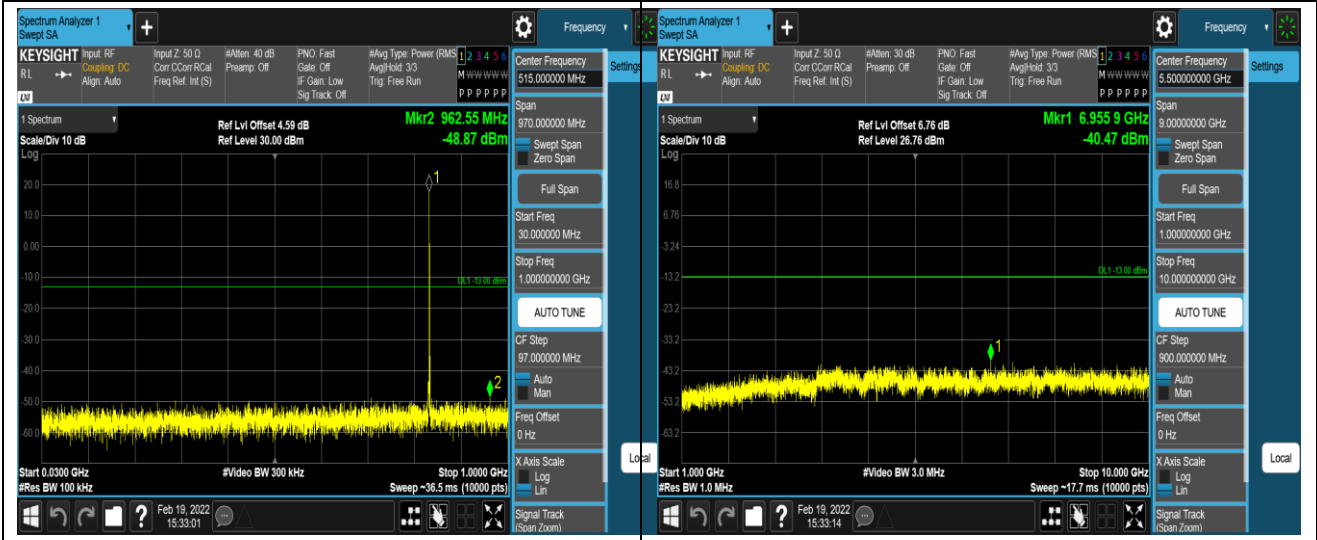 Spectrum Analyzer 1
Swept SA
+
Frequency
KEYSIGHT
Input: RF
Input Z: 50 Ω
#Atten: 40 dB
PNO: Fast
#Avg Type: Power (RMS
1 2 3 4 5 6
RL
Coupling: DC
Corr CCorr RCal
Preamp: Off
Gate: Off
Avg|Hold: 3/3
M W W W W W
Align: Auto
Freq Ref: Int (S)
IF Gain: Low
Trig: Free Run
Sig Track: Off
P P P P P P
LXI
Center Frequency
515.000000 MHz
Settings
1 Spectrum
Ref Lvl Offset 4.59 dB
Mkr2 962.55 MHz
Scale/Div 10 dB
Ref Level 30.00 dBm
-48.87 dBm
Log
20.0
10.0
0.00
-10.0
-20.0
-30.0
-40.0
-50.0
-60.0
1
DL1 -13.00 dBm
2
Start 0.0300 GHz
#Video BW 300 kHz
Stop 1.0000 GHz
#Res BW 100 kHz
Sweep ~36.5 ms (10000 pts)
Span
970.000000 MHz
Swept Span
Zero Span
Full Span
Start Freq
30.000000 MHz
Stop Freq
1.000000000 GHz
AUTO TUNE
CF Step
97.000000 MHz
Auto
Man
Freq Offset
0 Hz
X Axis Scale
Log
Lin
Signal Track
(Span Zoom)
Local
?
Feb 19, 2022
15:33:01
Spectrum Analyzer 1
Swept SA
+
Frequency
KEYSIGHT
Input: RF
Input Z: 50 Ω
#Atten: 30 dB
PNO: Fast
#Avg Type: Power (RMS
1 2 3 4 5 6
RL
Coupling: DC
Corr CCorr RCal
Preamp: Off
Gate: Off
Avg|Hold: 3/3
M W W W W W
Align: Auto
Freq Ref: Int (S)
IF Gain: Low
Trig: Free Run
Sig Track: Off
P P P P P P
LXI
Center Frequency
5.500000000 GHz
Settings
1 Spectrum
Ref Lvl Offset 6.76 dB
Mkr1 6.955 9 GHz
Scale/Div 10 dB
Ref Level 26.76 dBm
-40.47 dBm
Log
16.8
6.76
-3.24
-13.2
-23.2
-33.2
-43.2
-53.2
-63.2
DL1 -13.00 dBm
1
Start 1.000 GHz
#Video BW 3.0 MHz
Stop 10.000 GHz
#Res BW 1.0 MHz
Sweep ~17.7 ms (10000 pts)
Span
9.00000000 GHz
Swept Span
Zero Span
Full Span
Start Freq
1.000000000 GHz
Stop Freq
10.000000000 GHz
AUTO TUNE
CF Step
900.000000 MHz
Auto
Man
Freq Offset
0 Hz
X Axis Scale
Log
Lin
Signal Track
(Span Zoom)
Local
?
Feb 19, 2022
15:33:14